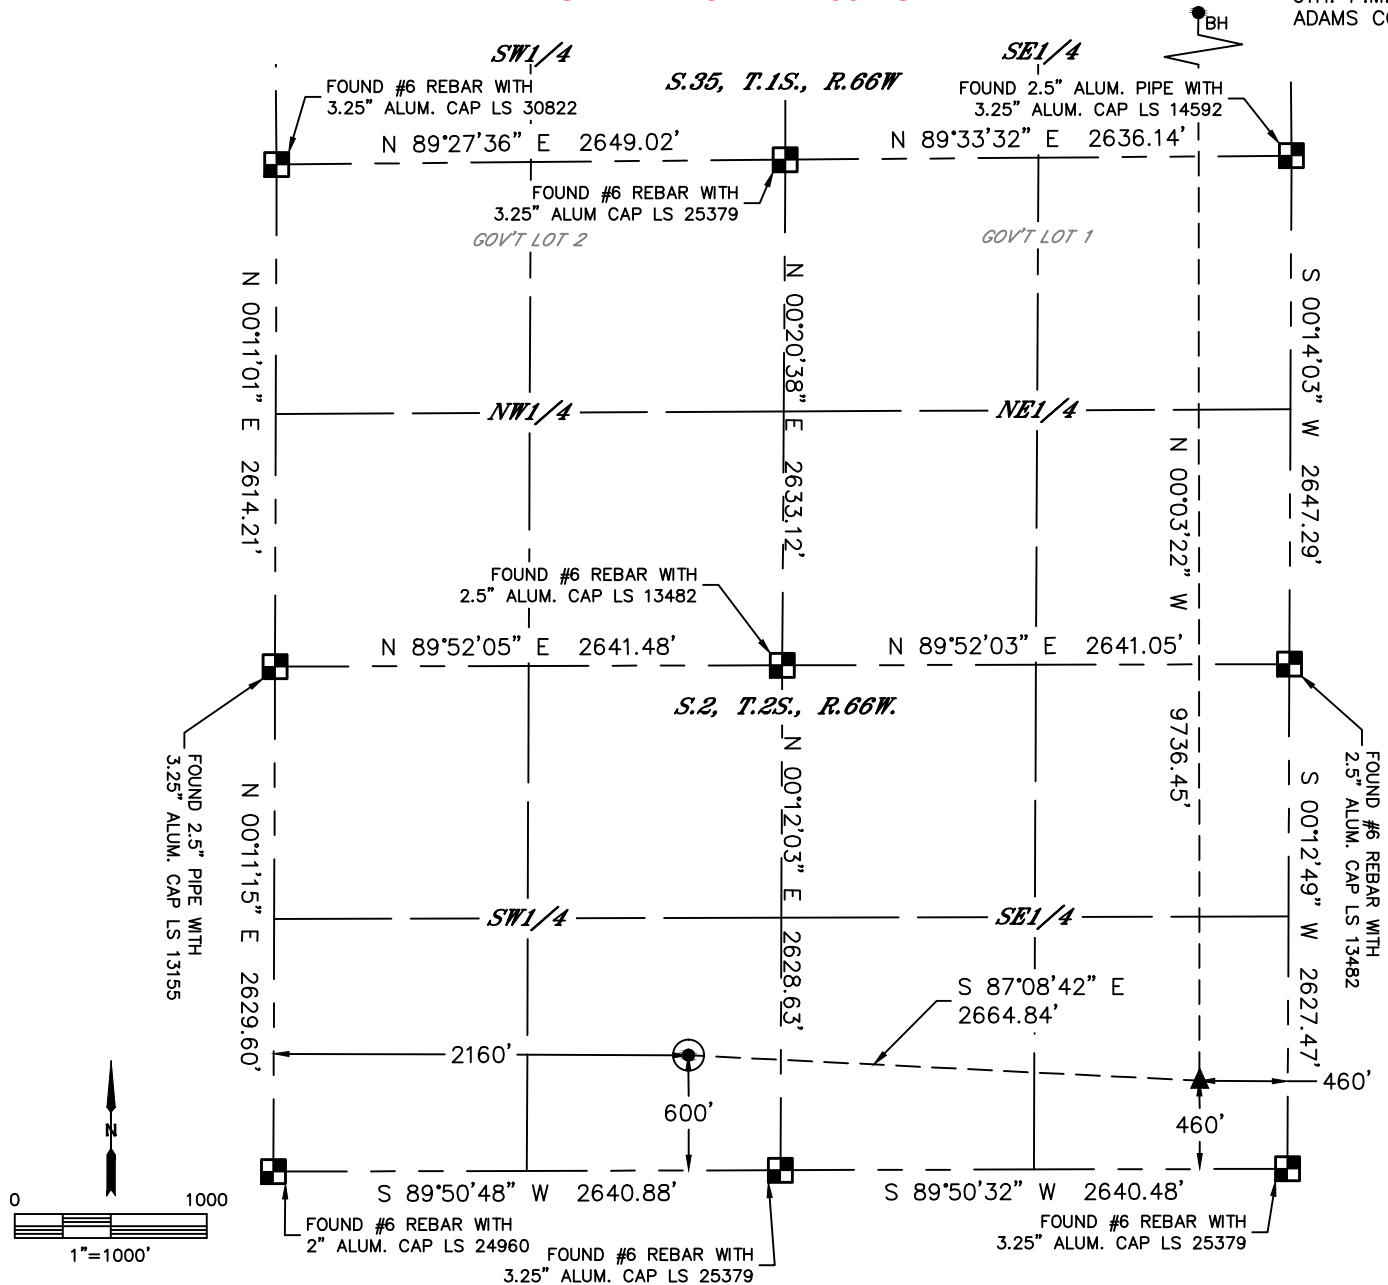 BH
ADAMS CO
SW1/4
SE1/4
S.35, T.1S., R.66W
FOUND #6 REBAR WITH
3.25” ALUM. CAP LS 30822
FOUND 2.5” ALUM. PIPE WITH
3.25” ALUM. CAP LS 14592
N 89°27'36” E 2649.02'
N 89°33'32” E 2636.14'
FOUND #6 REBAR WITH
3.25” ALUM CAP LS 25379
GOV'T LOT 2
GOV'T LOT 1
N 00°11'01” E 2614.21'
N 00°20'38” E 2633.12'
S 00°14'03” W 2647.29'
NW1/4
NE1/4
N 00°03'22” W 9736.45'
FOUND #6 REBAR WITH
2.5” ALUM. CAP LS 13482
N 89°52'05” E 2641.48'
N 89°52'03” E 2641.05'
S.2, T.2S., R.66W.
FOUND 2.5” PIPE WITH
3.25” ALUM. CAP LS 13155
N 00°11'15” E 2629.60'
N 00°12'03” E 2628.63'
S 00°12'49” W 2627.47'
FOUND #6 REBAR WITH
2.5” ALUM. CAP LS 13482
SW1/4
SE1/4
S 87°08'42” E
2664.84'
2160'
600'
460'
460'
N
S 89°50'48” W 2640.88'
S 89°50'32” W 2640.48'
0 1000
1”=1000'
FOUND #6 REBAR WITH
2” ALUM. CAP LS 24960
FOUND #6 REBAR WITH
3.25” ALUM. CAP LS 25379
FOUND #6 REBAR WITH
3.25” ALUM. CAP LS 25379